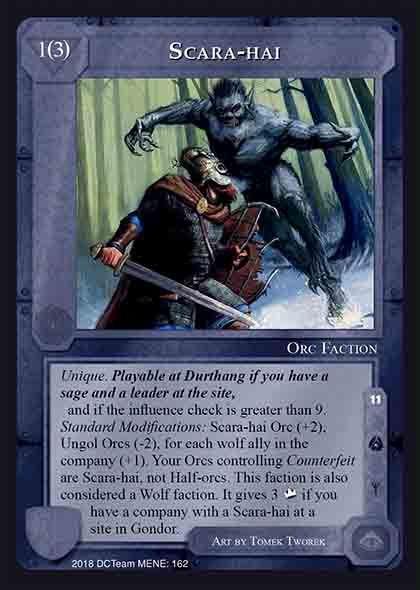 1(3)
SCARA-HAI
ORC FACTION
Unique. Playable at Durthang if you have a
sage and a leader at the site,
and if the influence check is greater than 9.
Standard Modifications: Scara-hai Orc (+2),
Ungol Orcs (-2), for each wolf ally in the
company (+1). Your Orcs controlling Counterfeit
are Scara-hai, not Half-orcs. This faction is also
considered a Wolf faction. It gives 3 if you
have a company with a Scara-hai at a
site in Gondor.
11
ART BY TOMEK TWOREK
2018 DCTeam MENE: 162